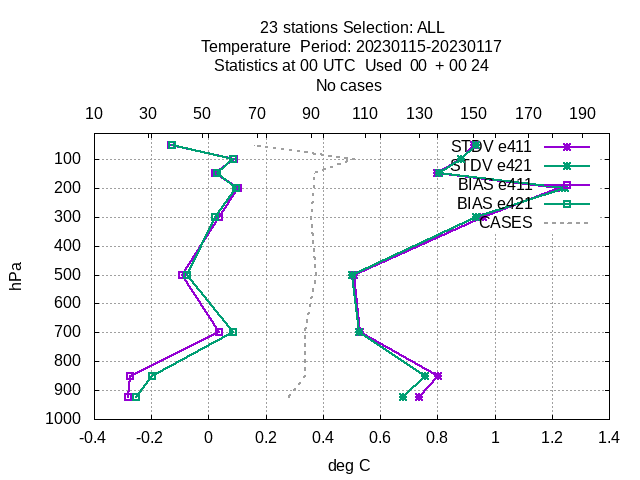 23 stations Selection: ALL
Temperature  Period: 20230115-20230117
Statistics at 00 UTC  Used  00  + 00 24
No cases
10 30 50 70 90 110 130 150 170 190
100
200
300
400
500
600
700
800
900
1000
hPa
STDV e411
STDV e421
BIAS e411
BIAS e421
CASES
-0.4 -0.2 0 0.2 0.4 0.6 0.8 1 1.2 1.4
deg C